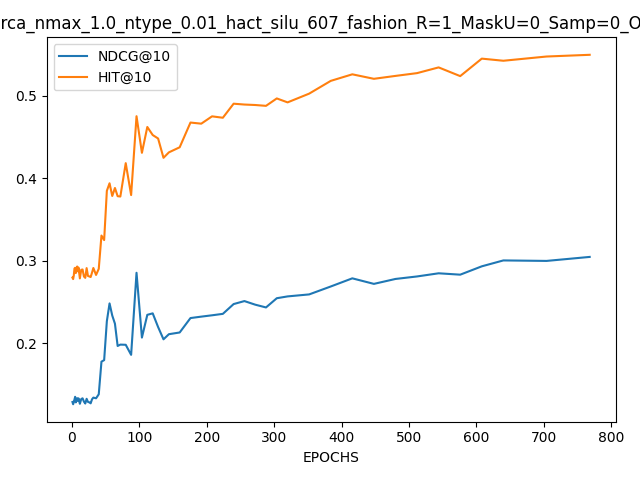 rca_nmax_1.0_ntype_0.01_hact_silu_607_fashion_R=1_MaskU=0_Samp=0_O
NDCG@10
HIT@10
0.5
0.4
0.3
0.2
0 100 200 300 400 500 600 700 800
EPOCHS